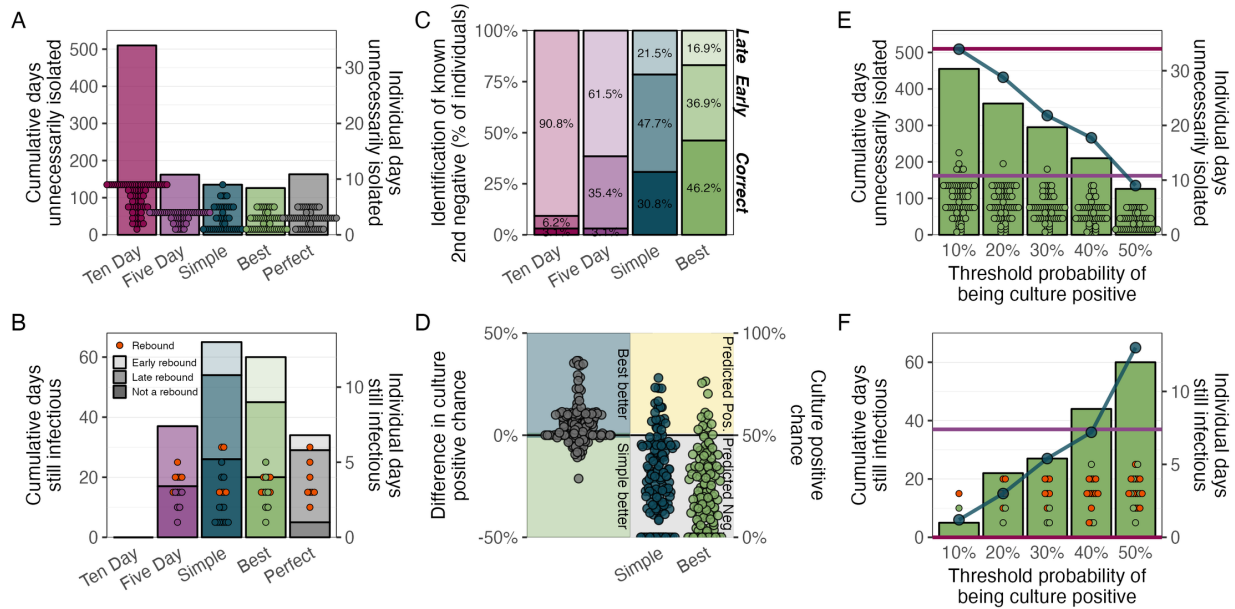 A
Cumulative days
unnecessarily isolated
500
400
300
200
100
0
30
20
10
0
Individual days
unnecessarily isolated
Ten Day
Five Day
Simple
Best
Perfect
B
Cumulative days
still infectious
60
40
20
0
Rebound
Early rebound
Late rebound
Not a rebound
10
5
0
Individual days
still infectious
Ten Day
Five Day
Simple
Best
Perfect
C
Identification of known
2nd negative (% of individuals)
100%
75%
50%
25%
0%
90.8%
6.2%
61.5%
35.4%
21.5%
47.7%
30.8%
16.9%
36.9%
46.2%
Late
Early
Correct
Ten Day
Five Day
Simple
Best
D
Difference in culture
positive chance
50%
0%
-50%
Best better
Simple better
Predicted Pos.
Predicted Neg.
100%
50%
0%
Culture positive
chance
Simple
Best
E
Cumulative days
unnecessarily isolated
500
400
300
200
100
0
30
20
10
0
Individual days
unnecessarily isolated
10%
20%
30%
40%
50%
Threshold probability of
being culture positive
F
Cumulative days
still infectious
60
40
20
0
10
5
0
Individual days
still infectious
10%
20%
30%
40%
50%
Threshold probability of
being culture positive